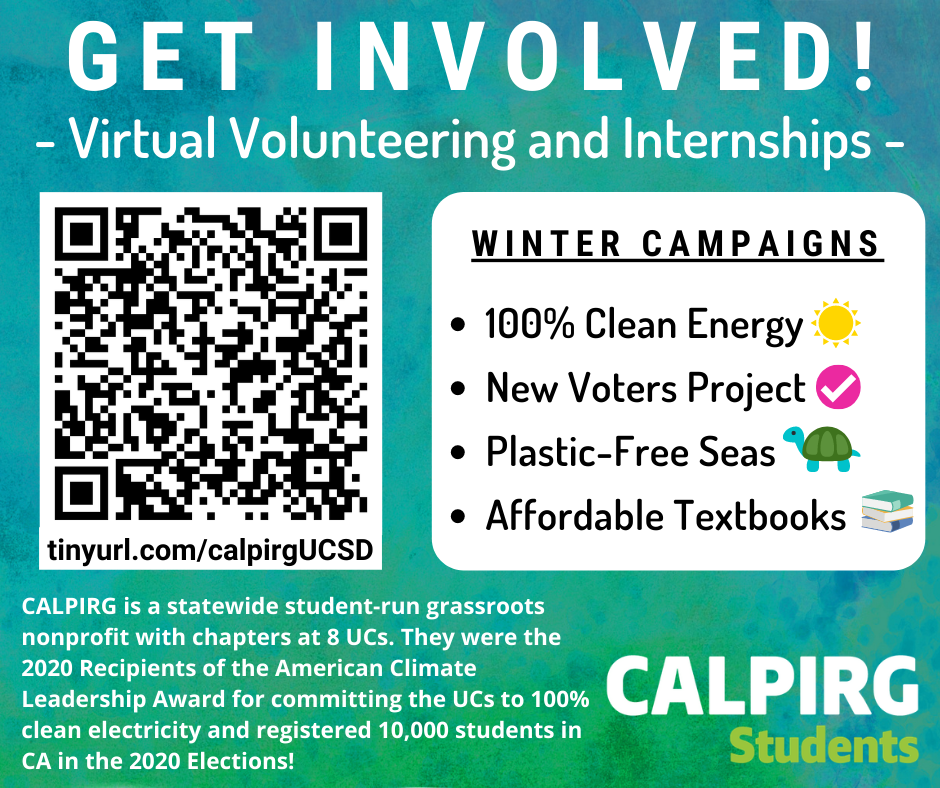 GET INVOLVED!
- Virtual Volunteering and Internships -
tinyurl.com/calpirgUCSD
WINTER CAMPAIGNS
• 100% Clean Energy
• New Voters Project
• Plastic-Free Seas
• Affordable Textbooks
CALPIRG is a statewide student-run grassroots
nonprofit with chapters at 8 UCs. They were the
2020 Recipients of the American Climate
Leadership Award for committing the UCs to 100%
clean electricity and registered 10,000 students in
CA in the 2020 Elections!
CALPIRG
Students